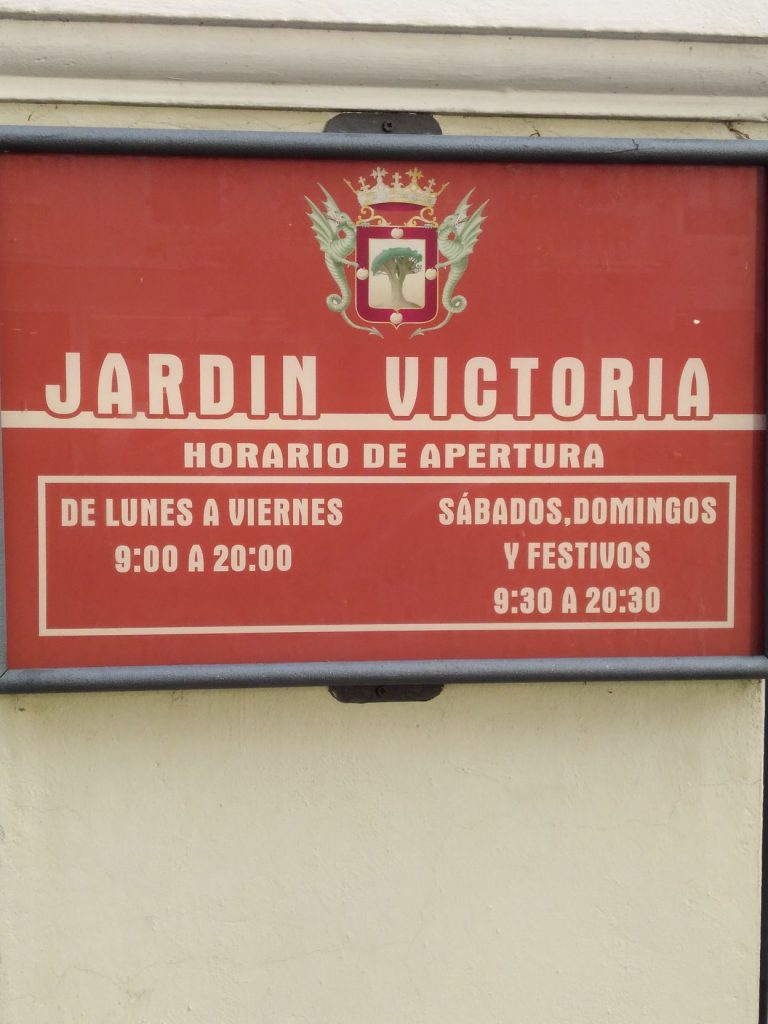 JARDIN VICTORIA
HORARIO DE APERTURA
DE LUNES A VIERNES
9:00 A 20:00
SÁBADOS,DOMINGOS
Y FESTIVOS
9:30 A 20:30